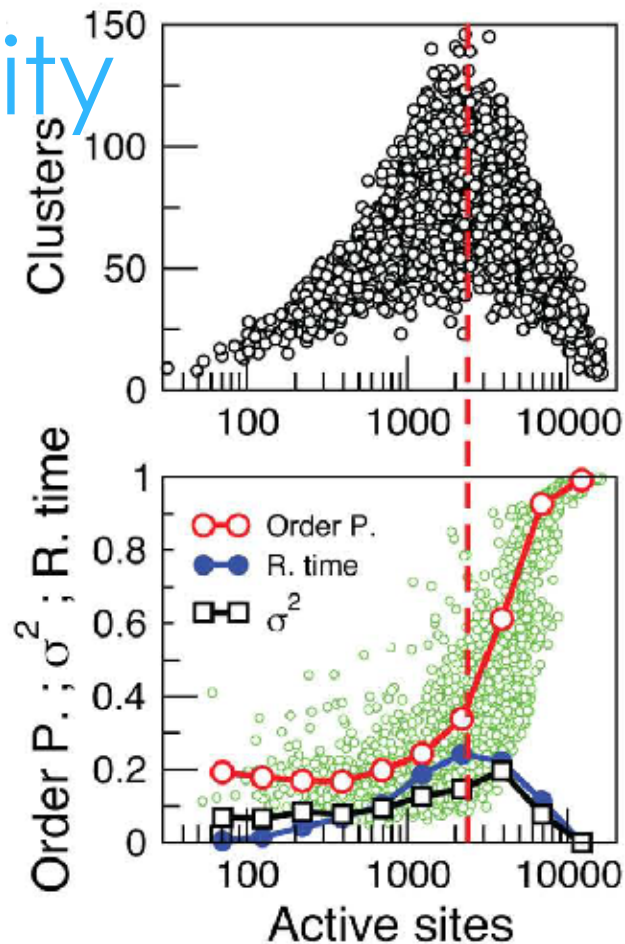 ity
150
100
50
0
Clusters
100 1000 10000
1
0.8
0.6
0.4
0.2
0
Order P. ; σ² ; R. time
Order P.
R. time
σ²
100 1000 10000
Active sites